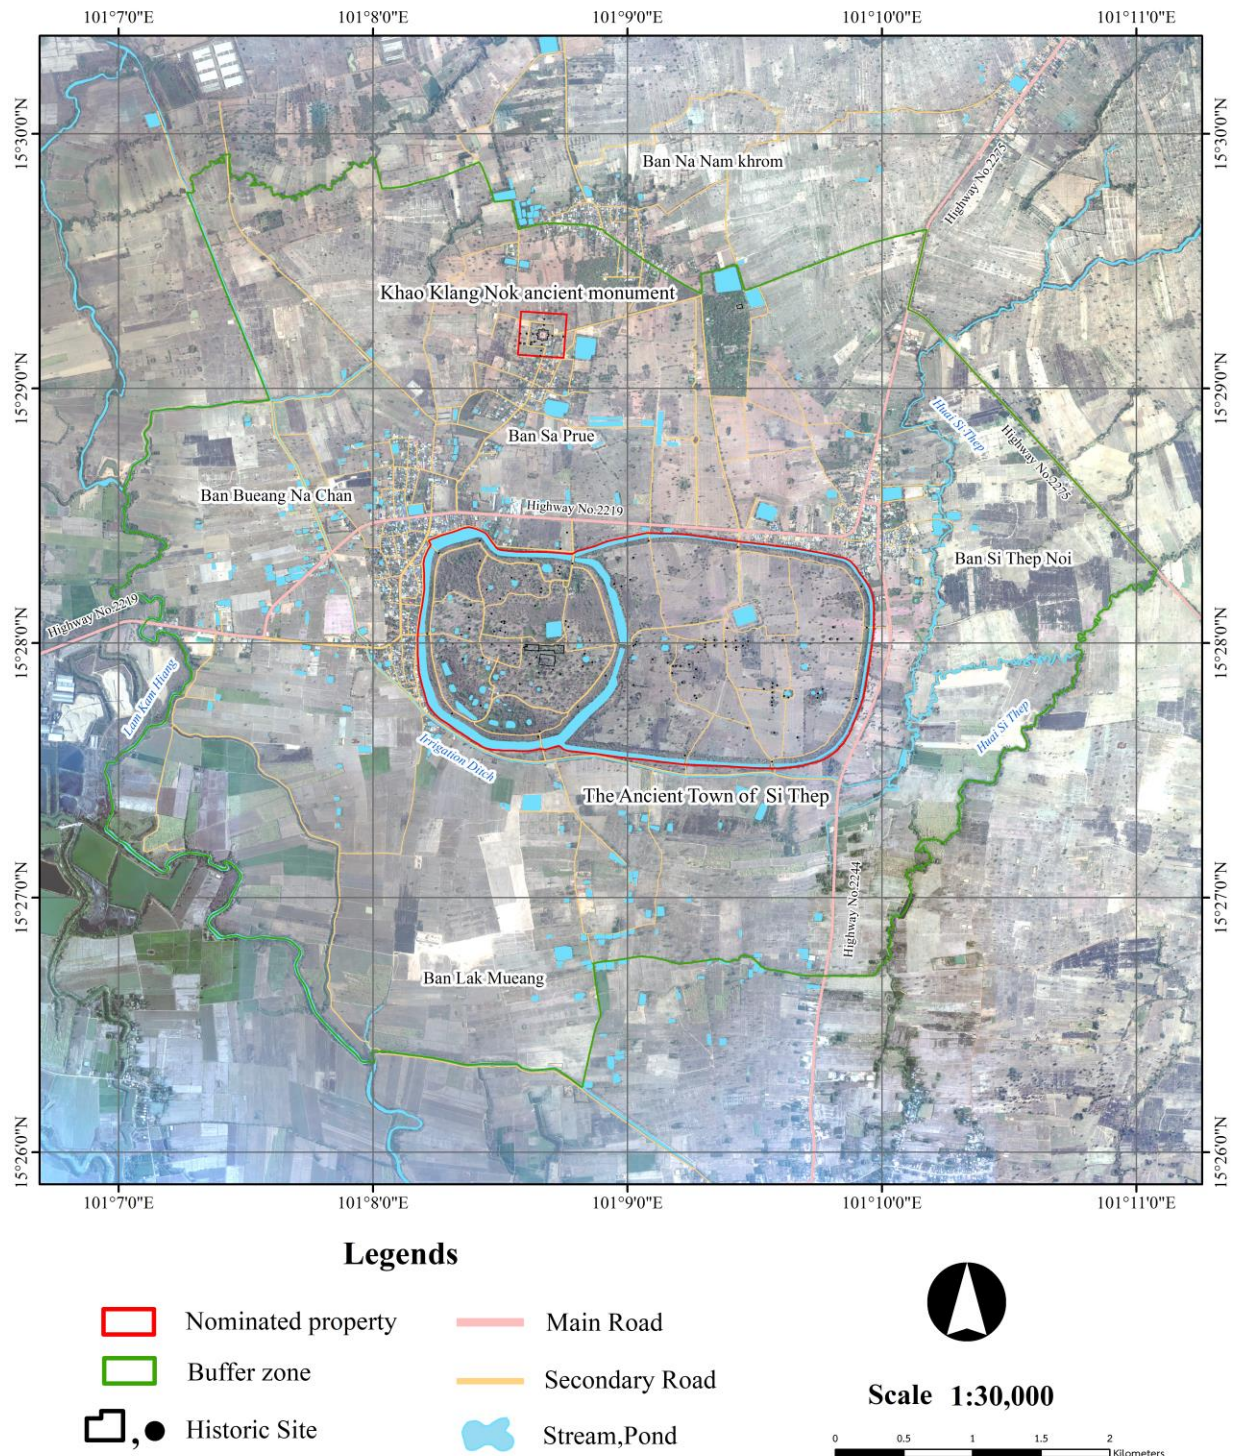 101°7'0"E 101°8'0"E 101°9'0"E 101°10'0"E 101°11'0"E
15°30'0"N 15°30'0"N
Ban Na Nam khrom
Highway No.2275
Khao Klang Nok ancient monument
15°29'0"N 15°29'0"N
Huai Si Thep
Highway No.2275
Ban Sa Prue
Ban Bueang Na Chan
Highway No.2219
Ban Si Thep Noi
Highway No.2219
15°28'0"N 15°28'0"N
Lam Kam Hiang
Huai Si Thep
Irrigation Ditch
The Ancient Town of Si Thep
15°27'0"N 15°27'0"N
Highway No.2244
Ban Lak Mueang
15°26'0"N 15°26'0"N
101°7'0"E 101°8'0"E 101°9'0"E 101°10'0"E 101°11'0"E
Legends
Nominated property
Main Road
Buffer zone
Secondary Road
Scale 1:30,000
, Historic Site
Stream,Pond
0 0.5 1 1.5 2
Kilometers